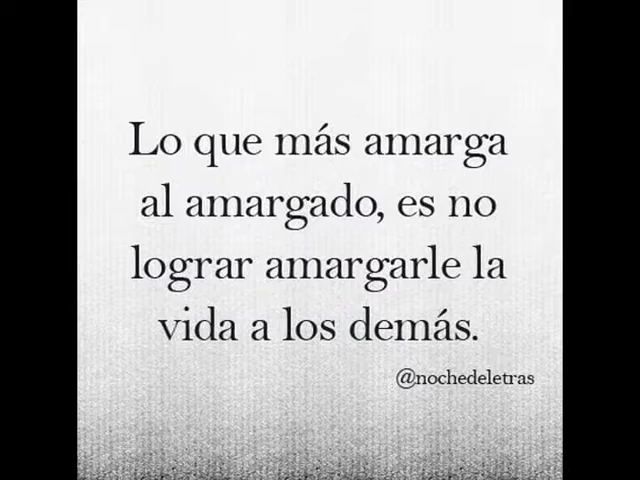 Lo que más amarga
al amargado, es no
lograr amargarle la
vida a los demás.
@nochedeletras